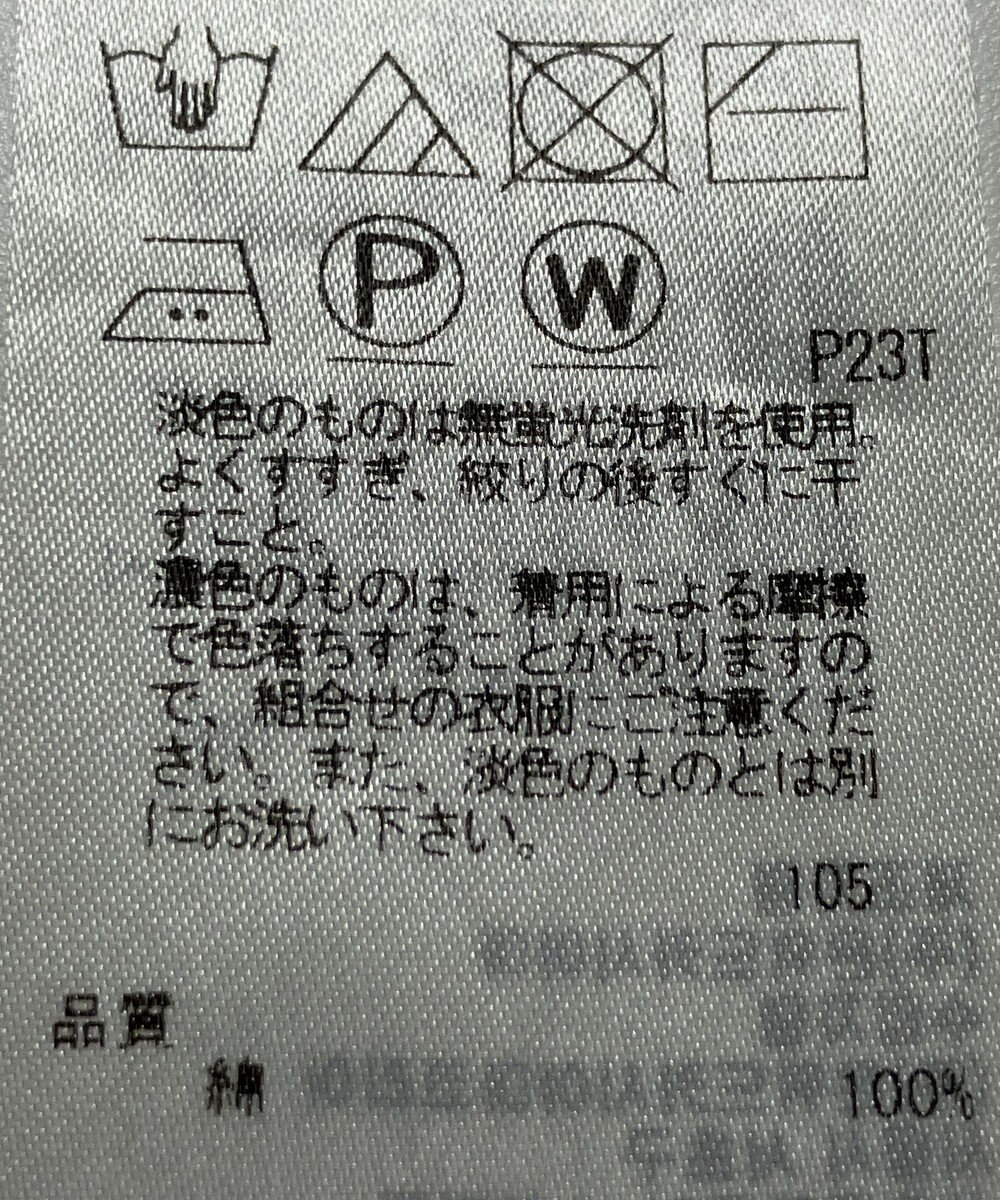 P
W
P23T
淡色のものは無蛍光洗剤を使用。
よくすすぎ、絞りの後すぐに干
すこと。
濃色のものは、着用による摩擦
で色落ちすることがありますの
で、組合せの衣服にご注意くだ
さい。また、淡色のものとは別
にお洗い下さい。
105
品質
綿 100%